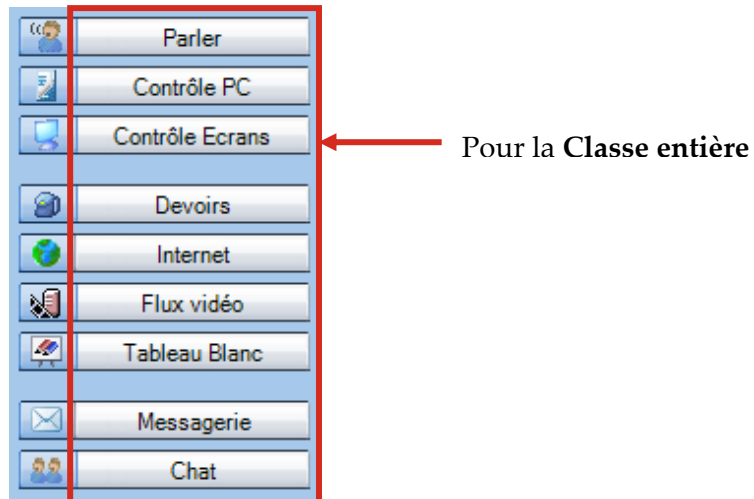 Parler
Contrôle PC
Contrôle Ecrans
Pour la Classe entière
Devoirs
Internet
Flux vidéo
Tableau Blanc
Messagerie
Chat